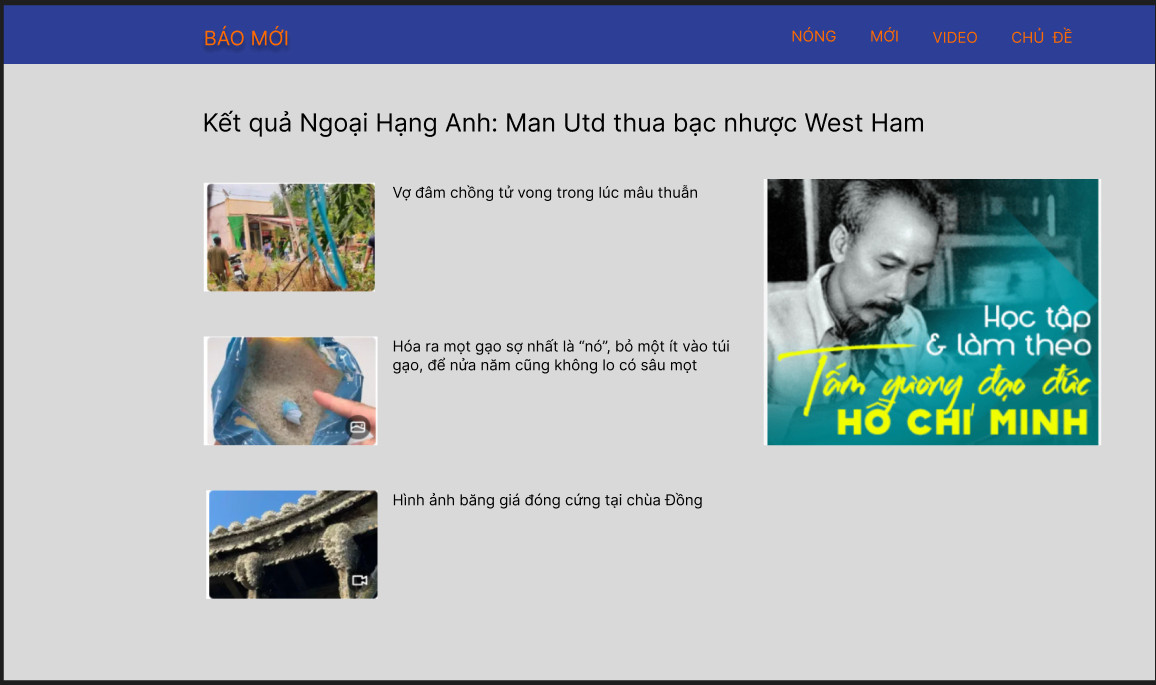 BÁO MỚI
NÓNG
MỚI
VIDEO
CHỦ ĐỀ
Kết quả Ngoại Hạng Anh: Man Utd thua bạc nhược West Ham
Vợ đâm chồng tử vong trong lúc mâu thuẫn
Hóa ra mọt gạo sợ nhất là “nó”, bỏ một ít vào túi
gạo, để nửa năm cũng không lo có sâu mọt
Hình ảnh băng giá đóng cứng tại chùa Đồng
Học tập
& làm theo
Tấm gương đạo đức
HỒ CHÍ MINH